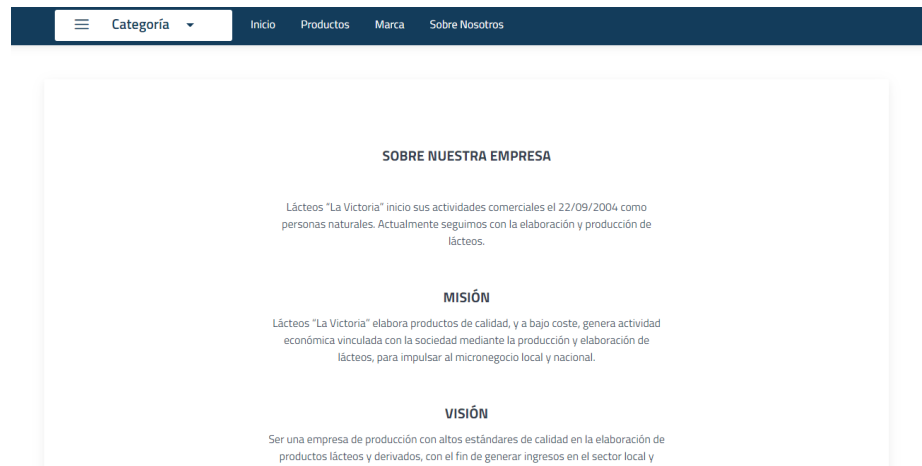 Categoría Inicio Productos Marca Sobre Nosotros
SOBRE NUESTRA EMPRESA
Lácteos "La Victoria" inicio sus actividades comerciales el 22/09/2004 como
personas naturales. Actualmente seguimos con la elaboración y producción de
lácteos.
MISIÓN
Lácteos "La Victoria" elabora productos de calidad, y a bajo coste, genera actividad
económica vinculada con la sociedad mediante la producción y elaboración de
lácteos, para impulsar al micronegocio local y nacional.
VISIÓN
Ser una empresa de producción con altos estándares de calidad en la elaboración de
productos lácteos y derivados, con el fin de generar ingresos en el sector local y